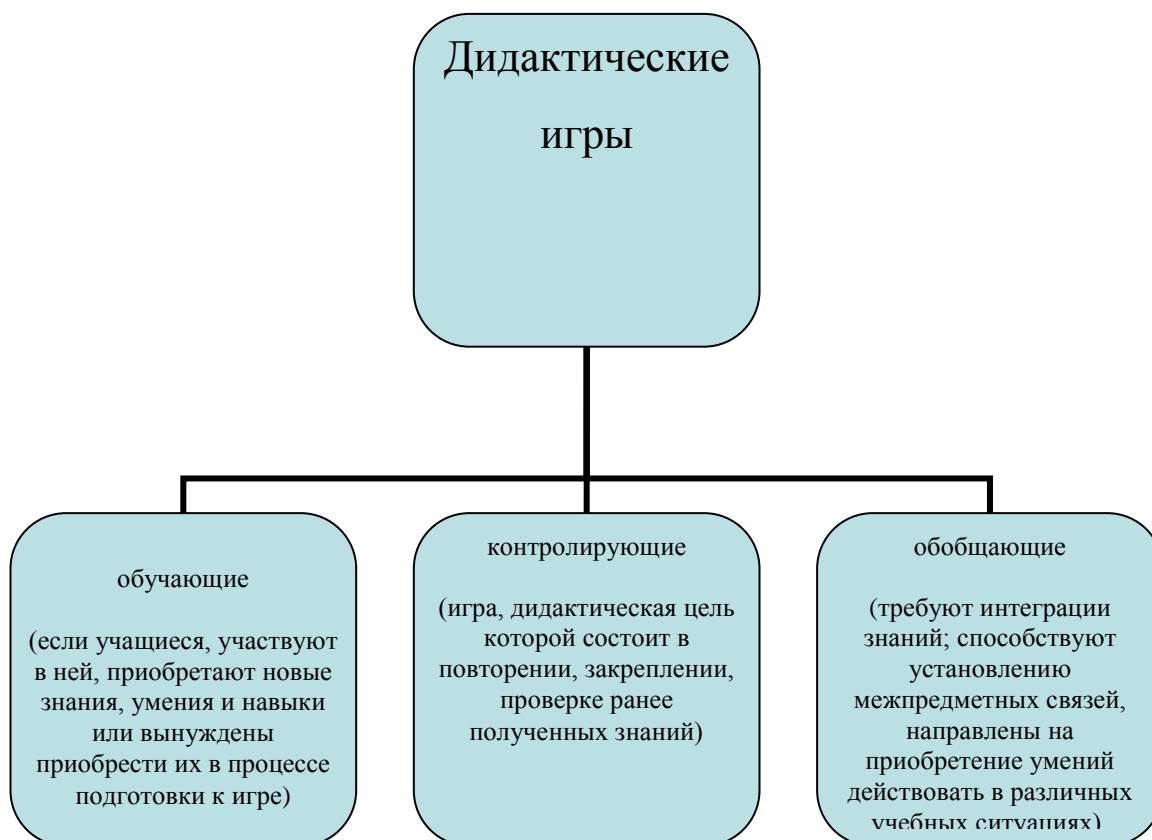 Дидактические
игры
обучающие
(если учащиеся, участвуют
в ней, приобретают новые
знания, умения и навыки
или вынуждены
приобрести их в процессе
подготовки к игре)
контролирующие
(игра, дидактическая цель
которой состоит в
повторении, закреплении,
проверке ранее
полученных знаний)
обобщающие
(требуют интеграции
знаний; способствуют
установлению
межпредметных связей,
направлены на
приобретение умений
действовать в различных
учебных ситуациях)